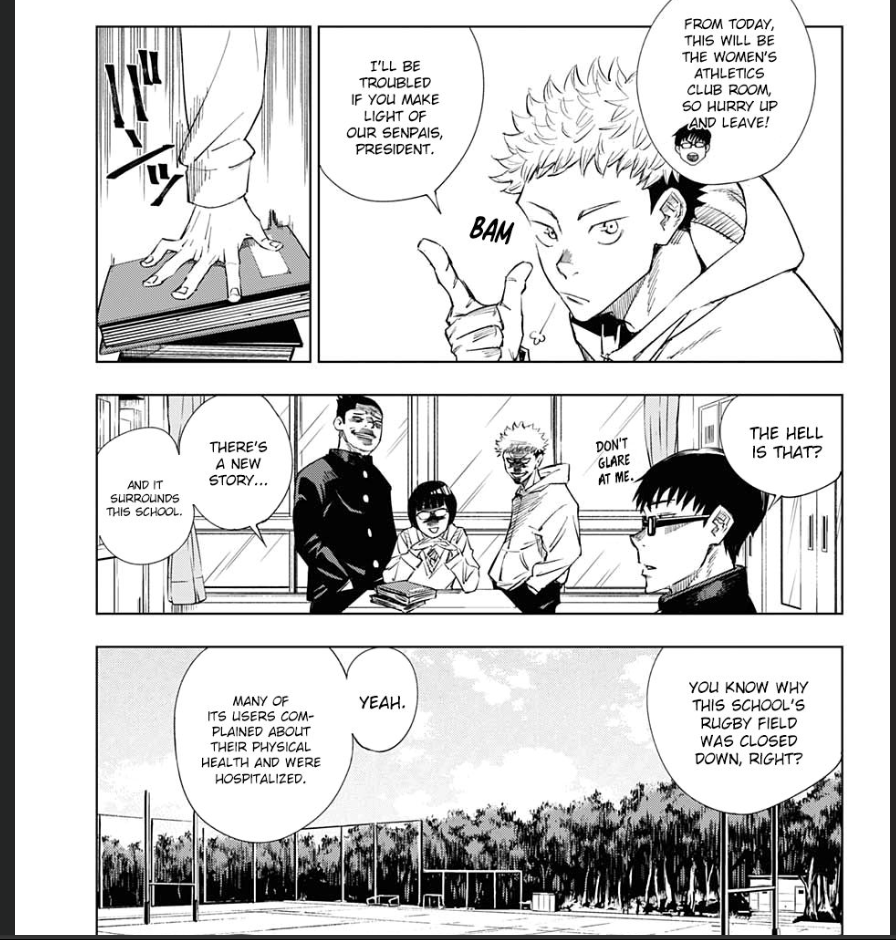 FROM TODAY,
THIS WILL BE
THE WOMEN'S
ATHLETICS
CLUB ROOM,
SO HURRY UP
AND LEAVE!
I'LL BE
TROUBLED
IF YOU MAKE
LIGHT OF
OUR SENPAIS,
PRESIDENT.
BAM
THE HELL
IS THAT?
DON'T
GLARE
AT ME.
THERE'S
A NEW
STORY...
AND IT
SURROUNDS
THIS SCHOOL.
YOU KNOW WHY
THIS SCHOOL'S
RUGBY FIELD
WAS CLOSED
DOWN, RIGHT?
YEAH.
MANY OF
ITS USERS COM-
PLAINED ABOUT
THEIR PHYSICAL
HEALTH AND WERE
HOSPITALIZED.